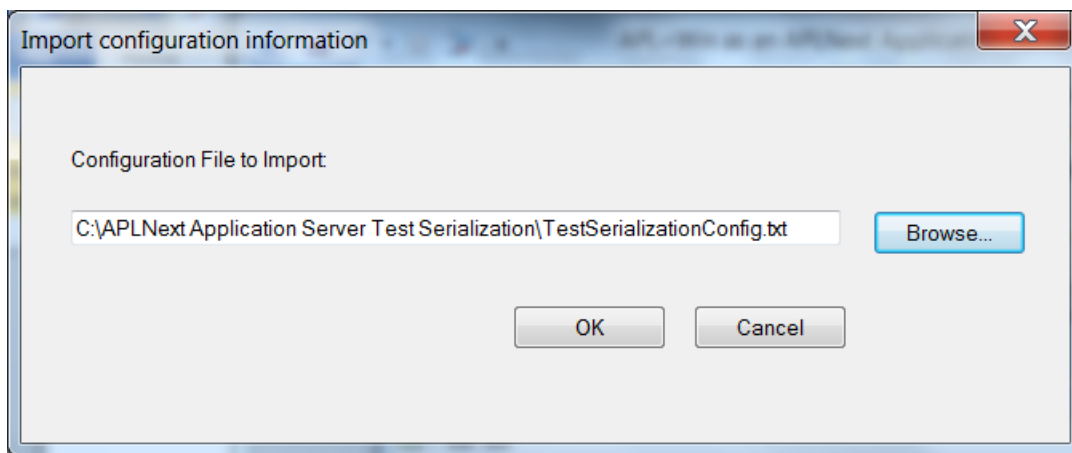 Import configuration information
Configuration File to Import:
C:\APLNext Application Server Test Serialization\TestSerializationConfig.txt
Browse...
OK
Cancel